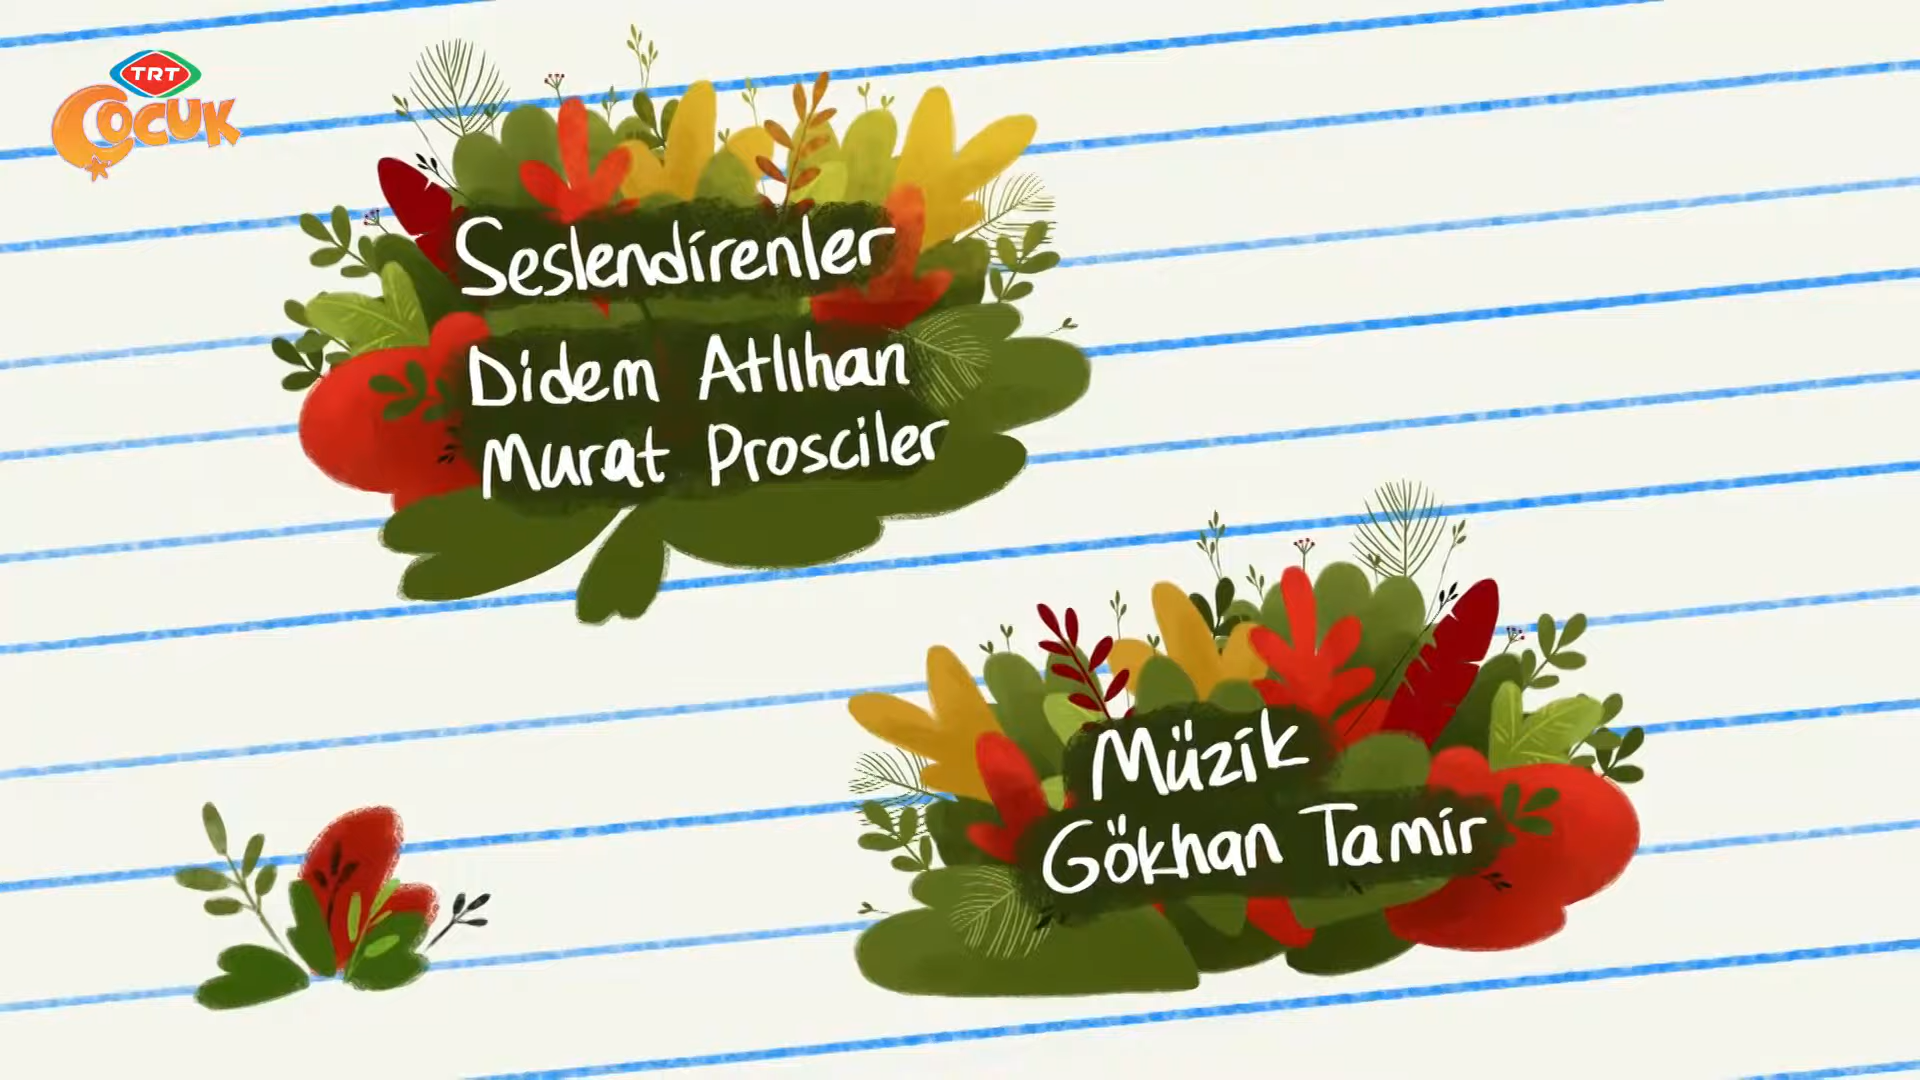 TRT
ÇOCUK
Seslendirenler
Didem Atlıhan
Murat Prosciler
Müzik
Gökhan Tamir